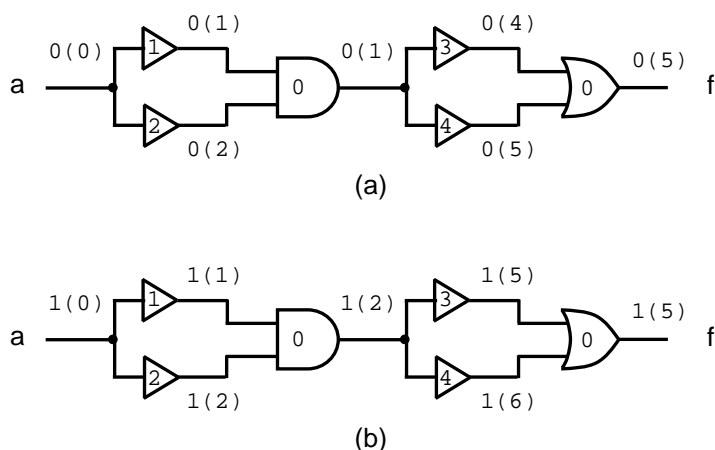 0(1) 0(4)
0(0) 1 0(1) 3 0(5)
a 0 0 f
2 4
0(2) 0(5)
(a)
1(1) 1(5)
1(0) 1 1(2) 3 1(5)
a 0 0 f
2 4
1(2) 1(6)
(b)